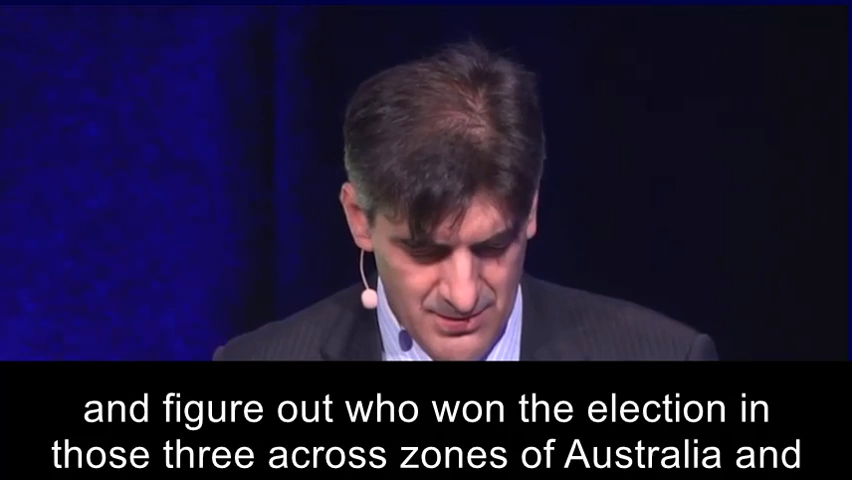 and figure out who won the election in
those three across zones of Australia and